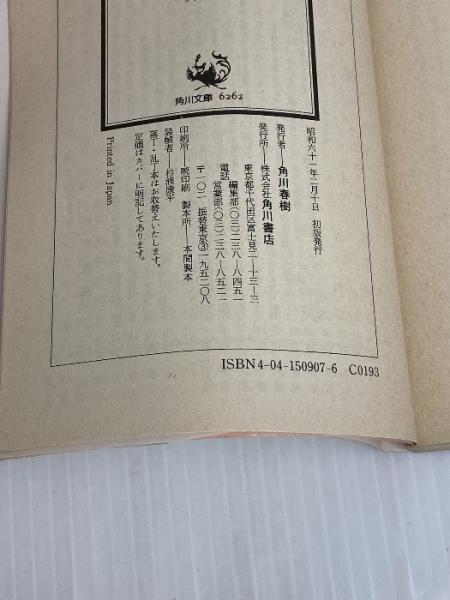 角川文庫 6262
昭和六十一年二月十日 初版発行
発行者――角川春樹
発行所――株式会社角川書店
東京都千代田区富士見二―十三―三
電話 編集部(〇三)二三八―八四五一
営業部(〇三)二三八―八五二一
〒一〇二 振替東京③一九五二〇八
印刷所――暁印刷 製本所――本間製本
装幀者――杉浦康平
落丁・乱丁本はお取替えいたします。
定価はカバーに明記してあります。
Printed in Japan
ISBN4-04-150907-6 C0193